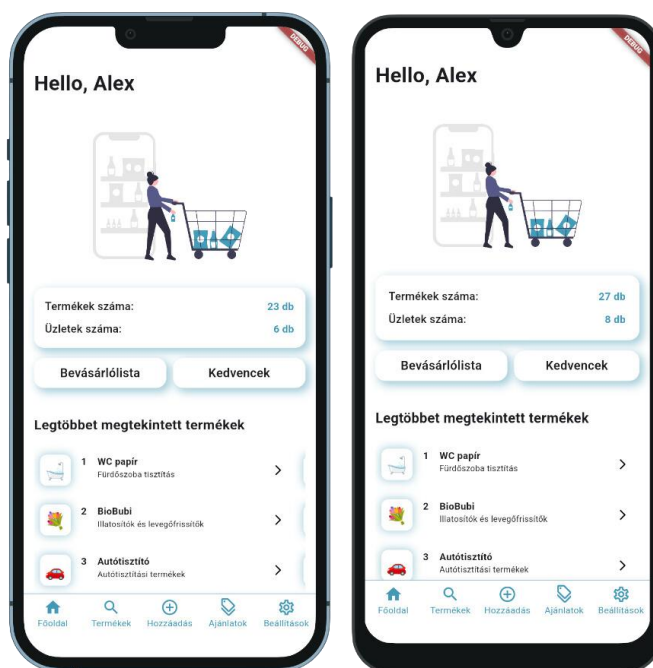 DEBUG
Hello, Alex
Termékek száma: 23 db
Üzletek száma: 6 db
Bevásárlólista Kedvencek
Legtöbbet megtekintett termékek
1 WC papír
Fürdőszoba tisztítás
2 BioBubi
Illatosítók és levegőfrissítők
3 Autótisztító
Autótisztítási termékek
Főoldal Termékek Hozzáadás Ajánlatok Beállítások
DEBUG
Hello, Alex
Termékek száma: 27 db
Üzletek száma: 8 db
Bevásárlólista Kedvencek
Legtöbbet megtekintett termékek
1 WC papír
Fürdőszoba tisztítás
2 BioBubi
Illatosítók és levegőfrissítők
3 Autótisztító
Autótisztítási termékek
Főoldal Termékek Hozzáadás Ajánlatok Beállítások